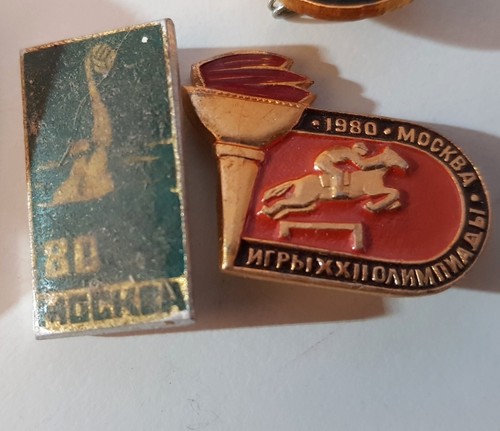 80
МОСКВА
· 1980 · МОСКВА ·
ИГРЫ XXII ОЛИМПИАДЫ ·